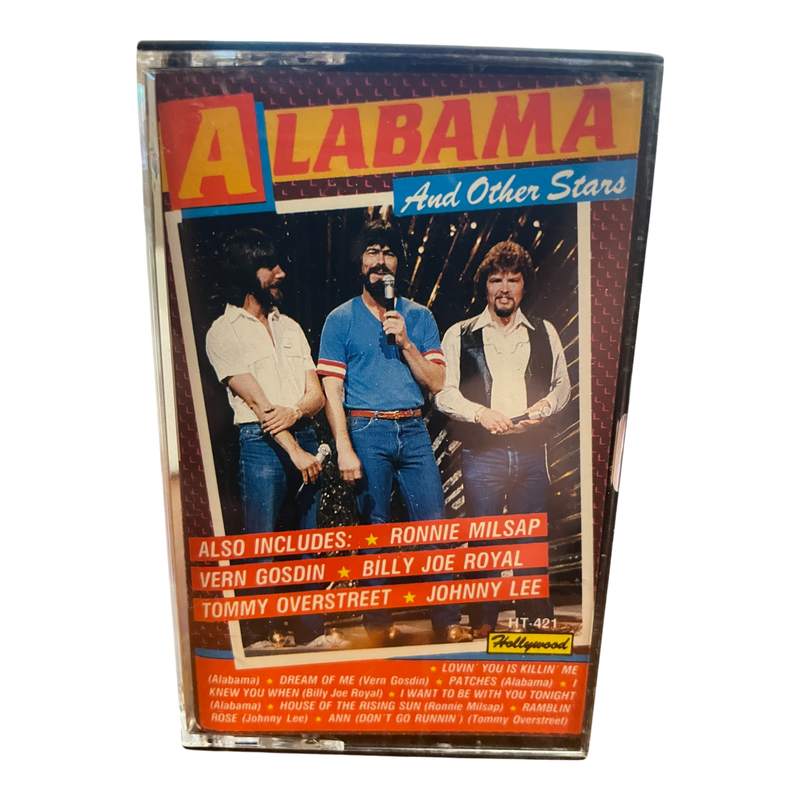 ALABAMA
And Other Stars
ALSO INCLUDES: ★ RONNIE MILSAP
VERN GOSDIN ★ BILLY JOE ROYAL
TOMMY OVERSTREET ★ JOHNNY LEE
HT-421
Hollywood
★ LOVIN' YOU IS KILLIN' ME
(Alabama) ★ DREAM OF ME (Vern Gosdin) ★ PATCHES (Alabama) ★ I
KNEW YOU WHEN (Billy Joe Royal) ★ I WANT TO BE WITH YOU TONIGHT
(Alabama) ★ HOUSE OF THE RISING SUN (Ronnie Milsap) ★ RAMBLIN'
ROSE (Johnny Lee) ★ ANN (DON'T GO RUNNIN') (Tommy Overstreet)